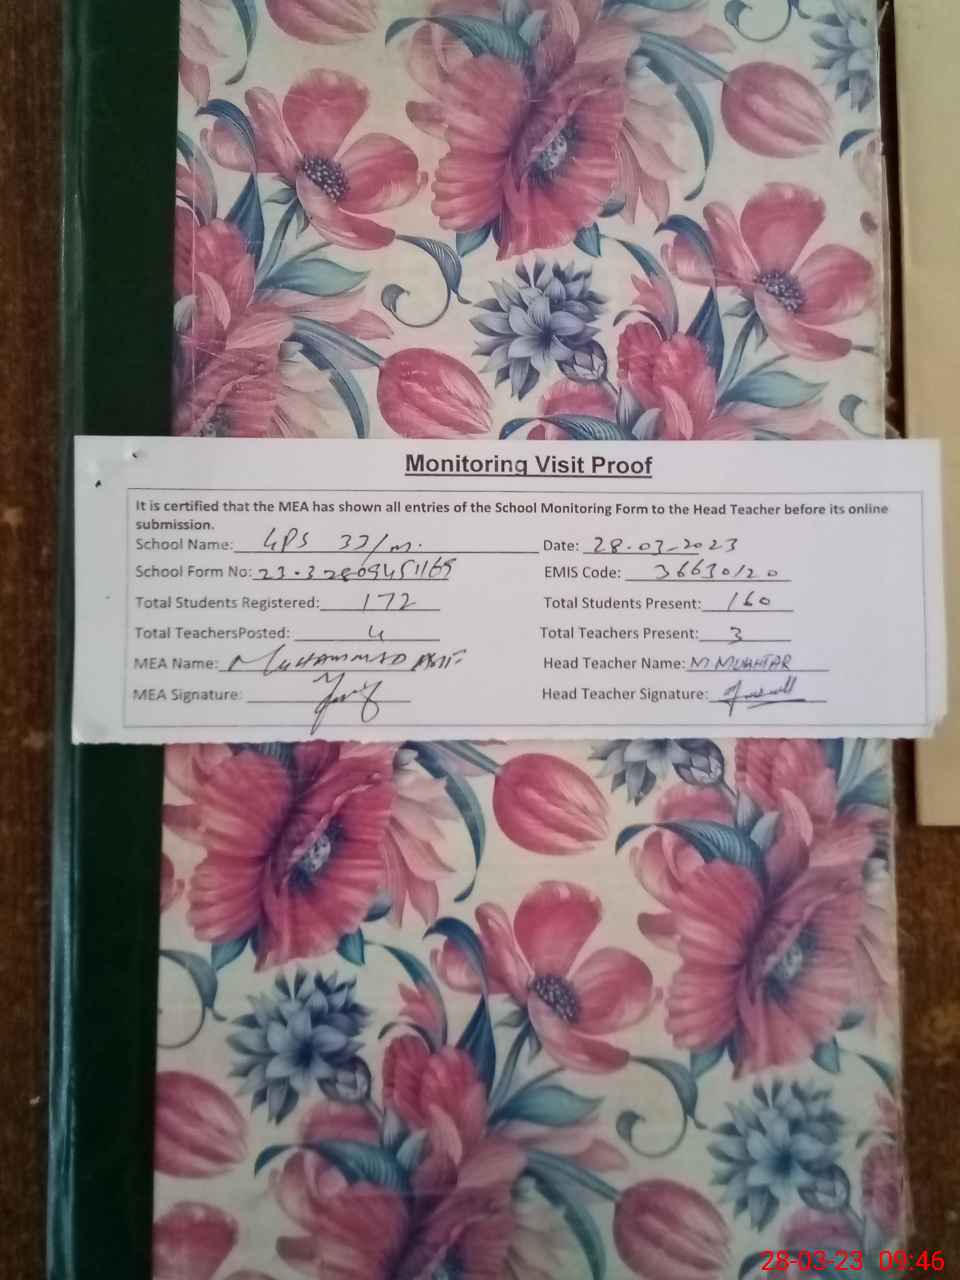 Monitoring Visit Proof
It is certified that the MEA has shown all entries of the School Monitoring Form to the Head Teacher before its online
submission.
School Name: GPS 37/M. Date: 28-03-2023
School Form No: EMIS Code: 36630120
Total Students Registered: 172 Total Students Present: 160
Total TeachersPosted: 4 Total Teachers Present: 3
MEA Name: MUHAMMAD Head Teacher Name: M MUKHTAR
MEA Signature: Head Teacher Signature:
28-03-23 09:46